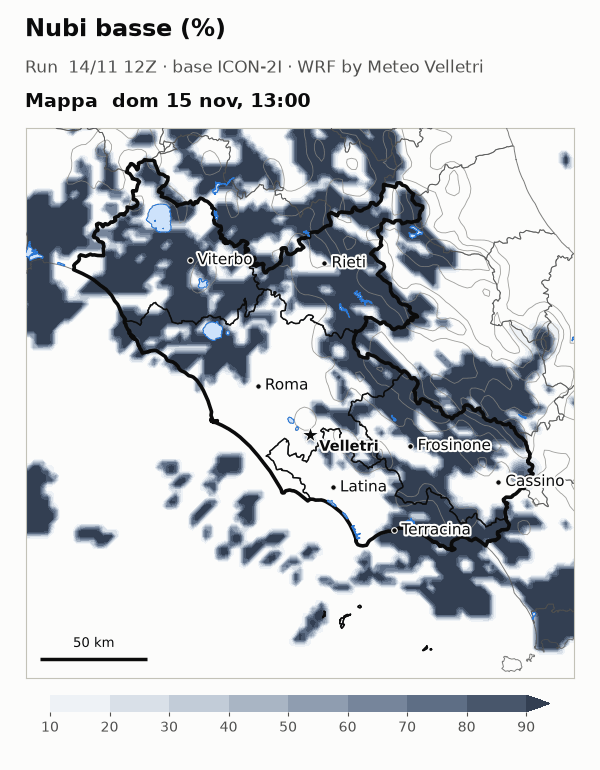 Nubi basse (%)
Run 14/11 12Z · base ICON-2I · WRF by Meteo Velletri
Mappa dom 15 nov, 13:00
Viterbo
Rieti
Roma
Velletri
Frosinone
Latina
Cassino
Terracina
50 km
10 20 30 40 50 60 70 80 90